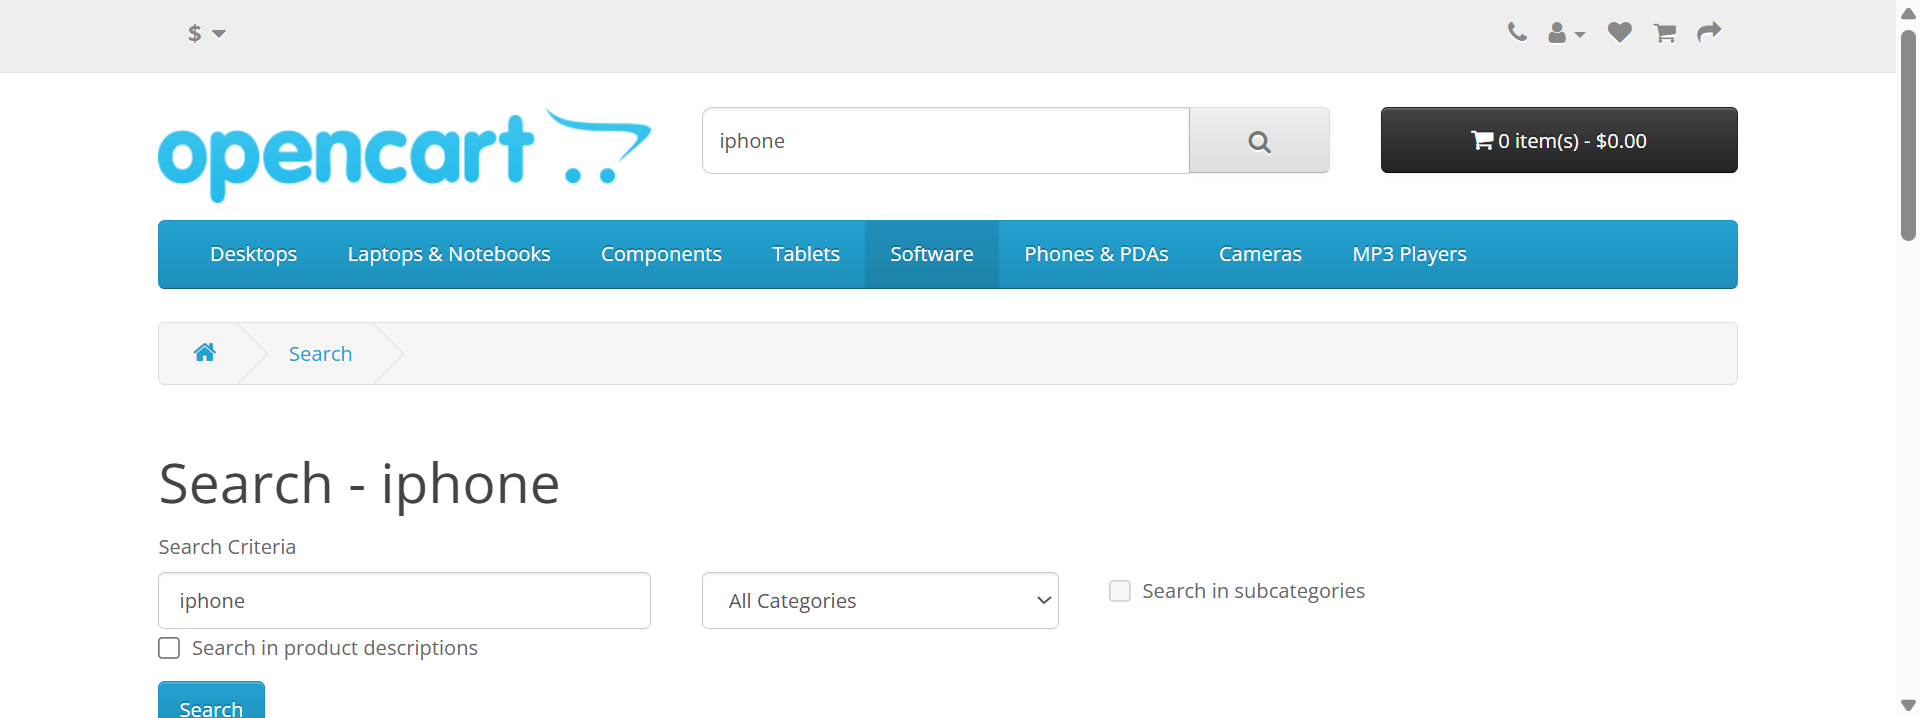 $
opencart
iphone
0 item(s) - $0.00
Desktops Laptops & Notebooks Components Tablets Software Phones & PDAs Cameras MP3 Players
Search
Search - iphone
Search Criteria
iphone
All Categories
Search in subcategories
Search in product descriptions
Search